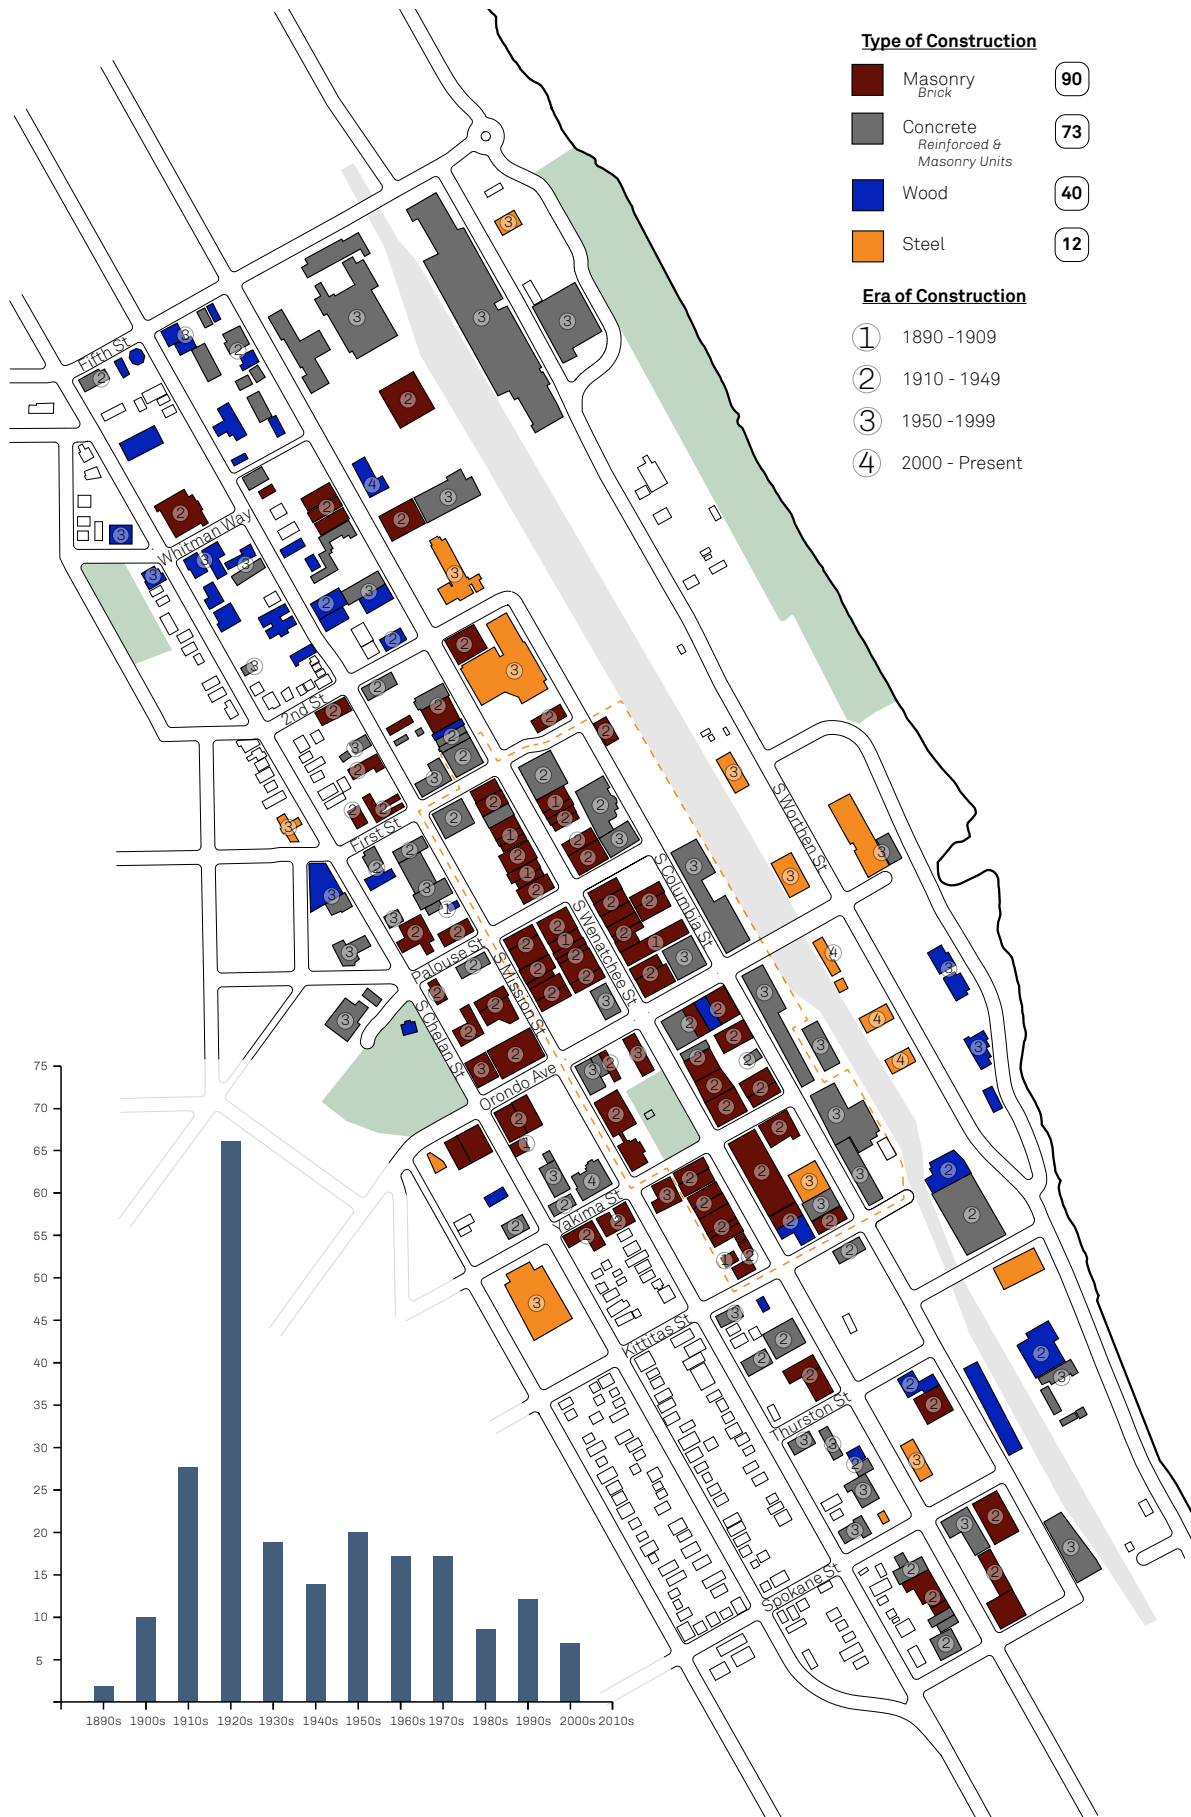 Type of Construction
Masonry
Brick
90
Concrete
Reinforced &
Masonry Units
73
Wood
40
Steel
12
Era of Construction
1 1890 -1909
2 1910 - 1949
3 1950 -1999
4 2000 - Present
Fifth St
Whitman Way
2nd St
First St
Palouse St
S Mission St
S Chelan St
S Wenatchee St
S Columbia St
S Worthen St
Orondo Ave
Yakima St
Kittitas St
Thurston St
Spokane St
75
70
65
60
55
50
45
40
35
30
25
20
15
10
5
1890s 1900s 1910s 1920s 1930s 1940s 1950s 1960s 1970s 1980s 1990s 2000s 2010s